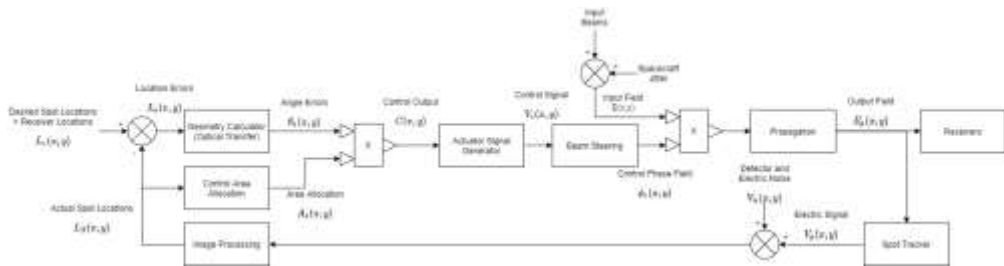 Input
Beams
Spacecraft
Jitter
Location Errors
Desired Spot Locations
= Receiver Locations
Geometry Calculator
(Optical Transfer)
Angle Errors
Control Output
C(x, y)
X
Control Signal
Input Field
Actuator Signal
Generator
Beam Steering
X
Propagation
Output Field
Receivers
Control Area
Allocation
Area Allocation
Control Phase Field
Detector and
Electric Noise
Actual Spot Locations
Image Processing
Electric Signal
Spot Tracker